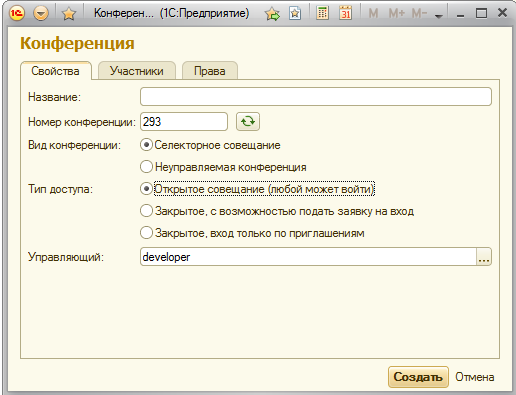 Конферен... (1С:Предприятие)
M M+ M-
Конференция
Свойства Участники Права
Название:
Номер конференции: 293
Вид конференции: Селекторное совещание
Неуправляемая конференция
Тип доступа: Открытое совещание (любой может войти)
Закрытое, с возможностью подать заявку на вход
Закрытое, вход только по приглашениям
Управляющий: developer ...
Создать Отмена